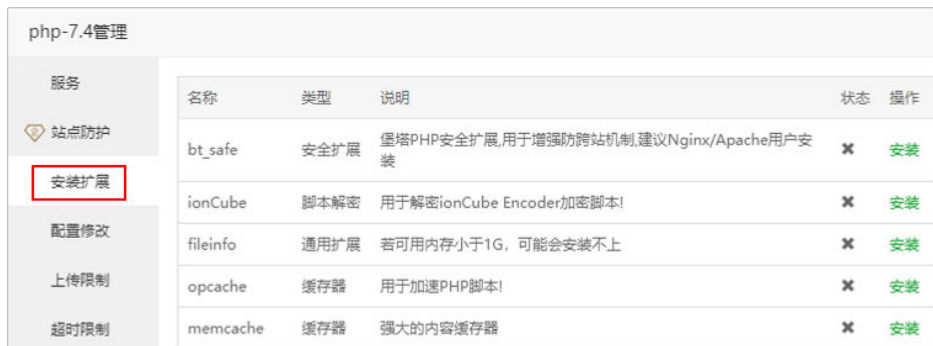 php-7.4管理
服务
站点防护
安装扩展
配置修改
上传限制
超时限制
名称 类型 说明 状态 操作
bt_safe 安全扩展 堡塔PHP安全扩展,用于增强防跨站机制,建议Nginx/Apache用户安
装 ✖ 安装
ionCube 脚本解密 用于解密ionCube Encoder加密脚本! ✖ 安装
fileinfo 通用扩展 若可用内存小于1G，可能会安装不上 ✖ 安装
opcache 缓存器 用于加速PHP脚本! ✖ 安装
memcache 缓存器 强大的内容缓存器 ✖ 安装